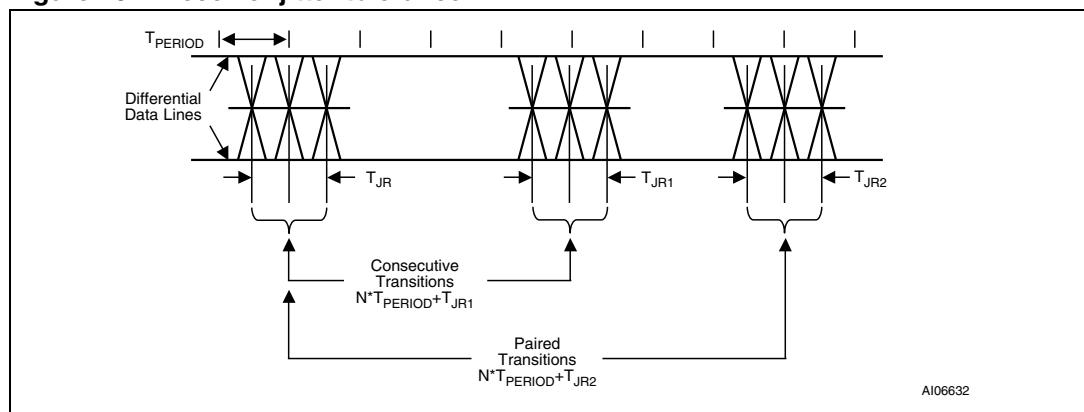 T_PERIOD
Differential
Data Lines
T_JR
T_JR1
T_JR2
Consecutive
Transitions
N*T_PERIOD+T_JR1
Paired
Transitions
N*T_PERIOD+T_JR2
AI06632